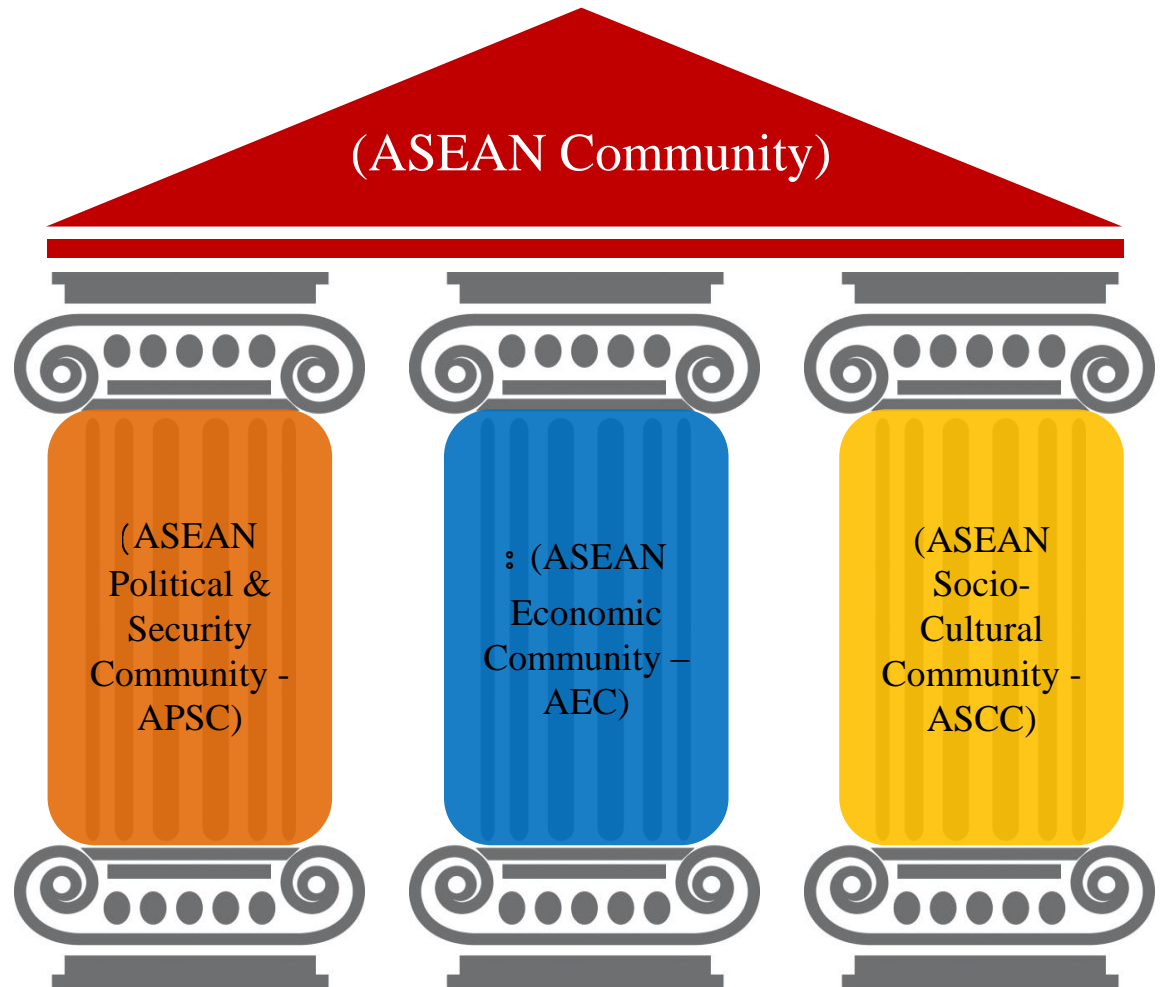 (ASEAN Community)
(ASEAN
Political &
Security
Community -
APSC)
: (ASEAN
Economic
Community –
AEC)
(ASEAN
Socio-
Cultural
Community -
ASCC)